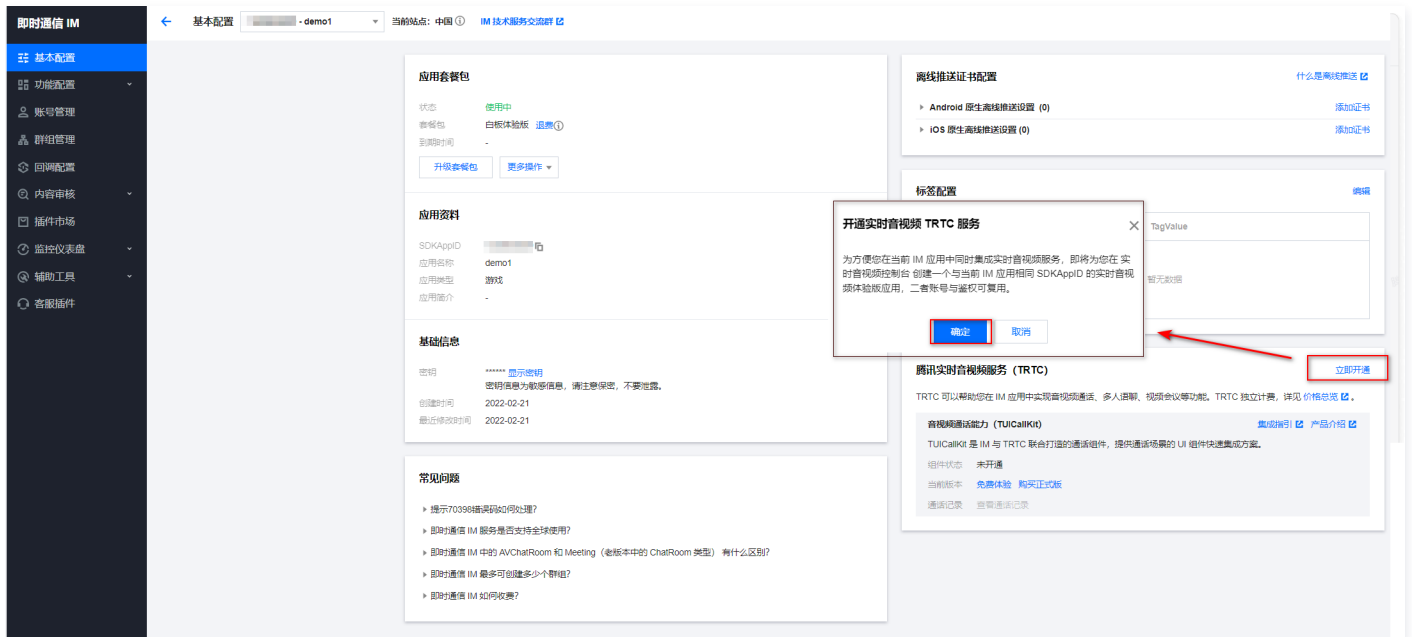 即时通信 IM
基本配置
功能配置
账号管理
群组管理
回调配置
内容审核
插件市场
监控仪表盘
辅助工具
客服插件
基本配置 - demo1 当前站点：中国 IM 技术服务交流群
应用套餐包
状态 使用中
套餐包 白板体验版 退费
到期时间 -
升级套餐包 更多操作
应用资料
SDKAppID
应用名称 demo1
应用类型 游戏
应用简介 -
基础信息
密钥 ****** 显示密钥
密钥信息为敏感信息，请注意保密，不要泄露。
创建时间 2022-02-21
最近修改时间 2022-02-21
常见问题
提示70398错误码如何处理?
即时通信 IM 服务是否支持全球使用?
即时通信 IM 中的 AVChatRoom 和 Meeting（老版本中的 ChatRoom 类型） 有什么区别?
即时通信 IM 最多可创建多少个群组?
即时通信 IM 如何收费?
离线推送证书配置 什么是离线推送
Android 原生离线推送设置 (0) 添加证书
iOS 原生离线推送设置 (0) 添加证书
标签配置 编辑
TagValue
暂无数据
开通实时音视频 TRTC 服务
为方便您在当前 IM 应用中同时集成实时音视频服务，即将为您在 实
时音视频控制台 创建一个与当前 IM 应用相同 SDKAppID 的实时音视
频体验版应用，二者账号与鉴权可复用。
确定 取消
腾讯实时音视频服务（TRTC） 立即开通
TRTC 可以帮助您在 IM 应用中实现音视频通话、多人语聊、视频会议等功能。TRTC 独立计费，详见 价格总览 。
音视频通话能力（TUICallKit) 集成指引 产品介绍
TUICallKit 是 IM 与 TRTC 联合打造的通话组件，提供通话场景的 UI 组件快速集成方案。
组件状态 未开通
当前版本 免费体验 购买正式版
通话记录 查看通话记录